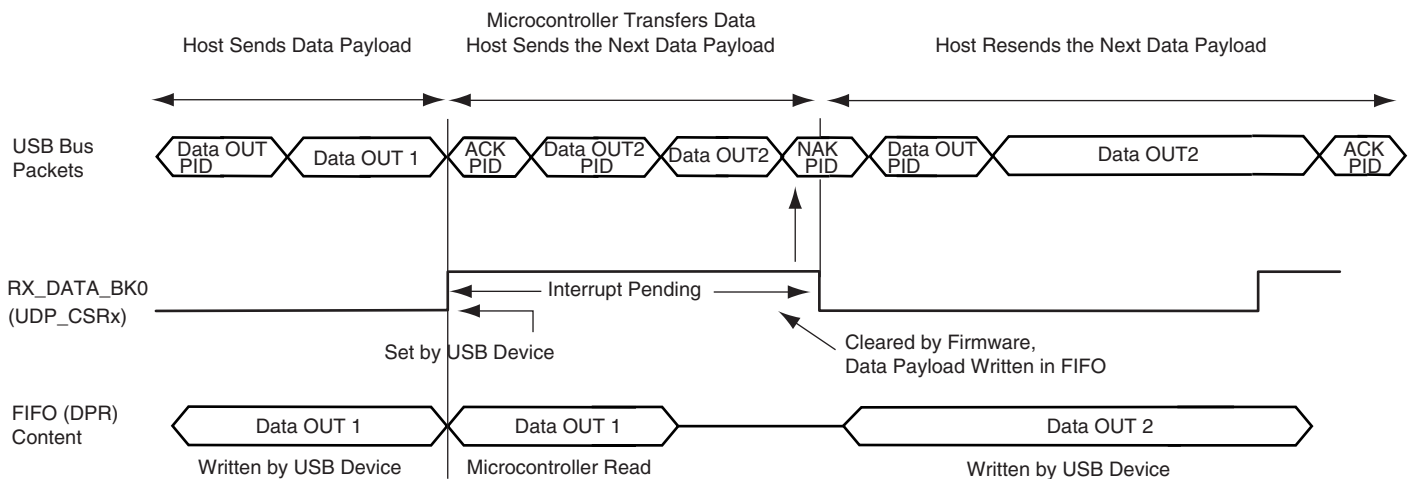 Host Sends Data Payload
Microcontroller Transfers Data
Host Sends the Next Data Payload
Host Resends the Next Data Payload
USB Bus
Packets
Data OUT
PID
Data OUT 1
ACK
PID
Data OUT2
PID
Data OUT2
NAK
PID
Data OUT
PID
Data OUT2
ACK
PID
RX_DATA_BK0
(UDP_CSRx)
Interrupt Pending
Set by USB Device
Cleared by Firmware,
Data Payload Written in FIFO
FIFO (DPR)
Content
Data OUT 1
Data OUT 1
Data OUT 2
Written by USB Device
Microcontroller Read
Written by USB Device